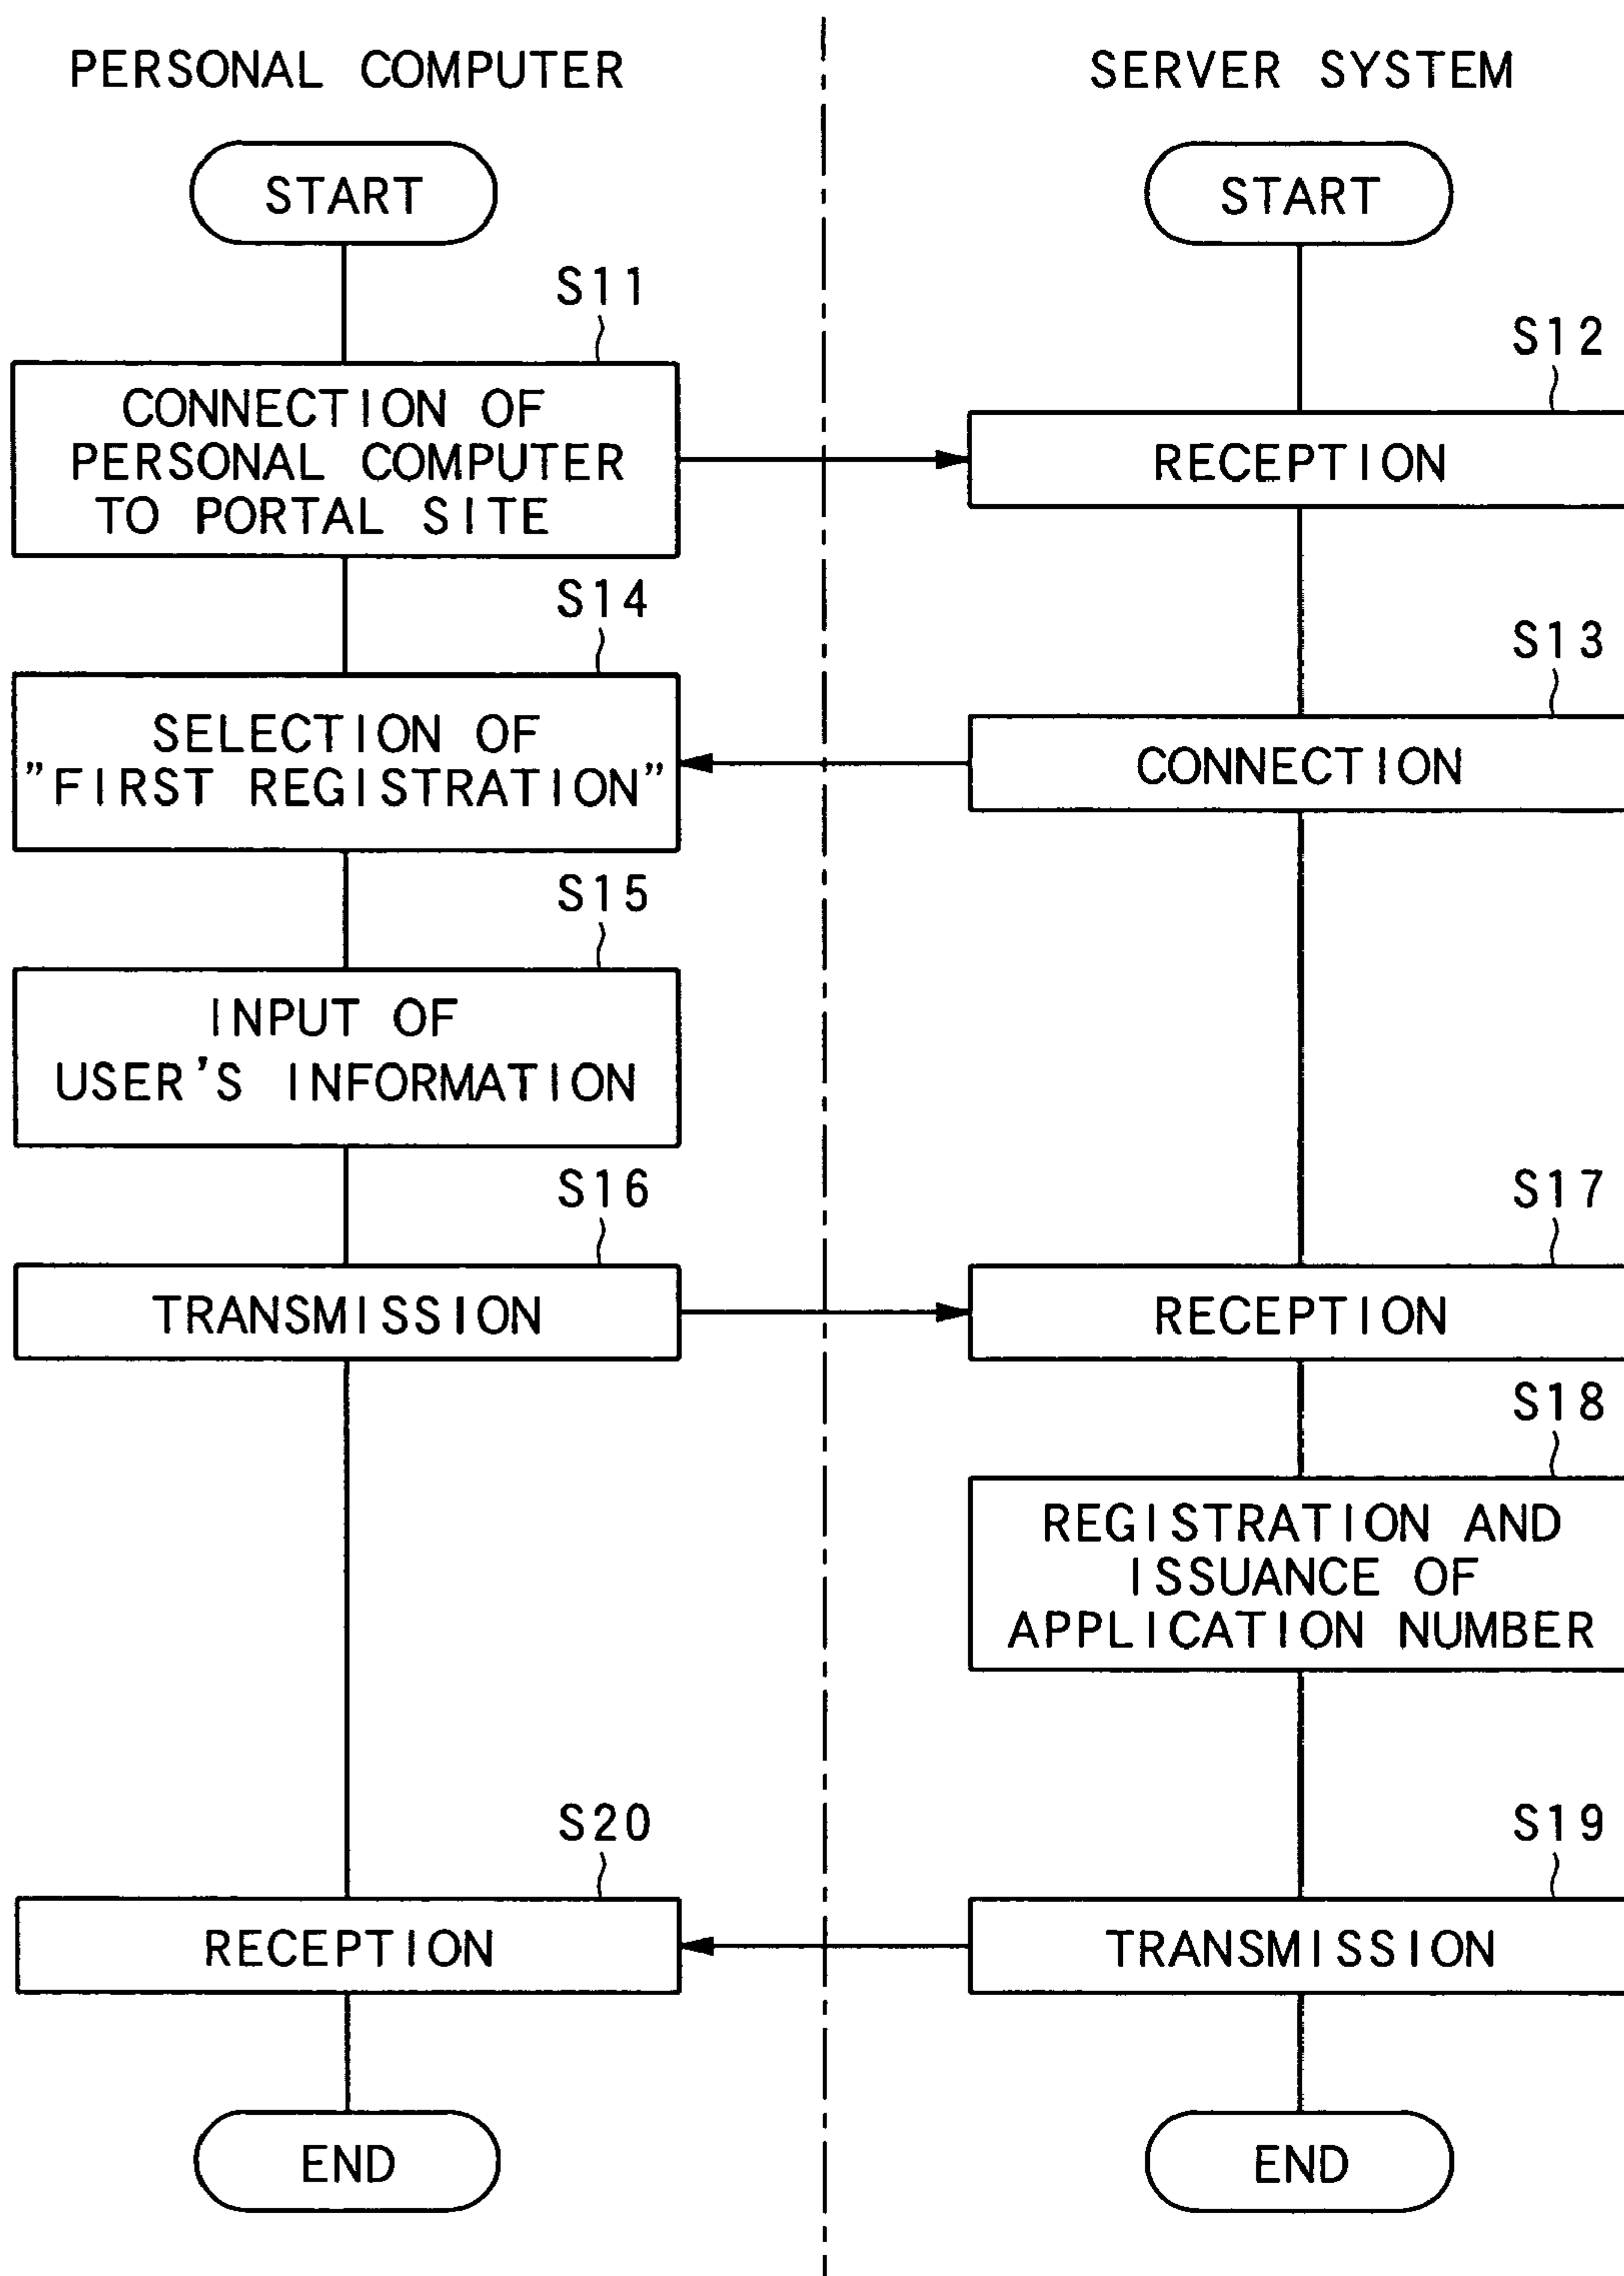 PERSONAL COMPUTER
SERVER SYSTEM
START
START
S11
CONNECTION OF
PERSONAL COMPUTER
TO PORTAL SITE
S12
RECEPTION
S13
CONNECTION
S14
SELECTION OF
"FIRST REGISTRATION"
S15
INPUT OF
USER'S INFORMATION
S16
TRANSMISSION
S17
RECEPTION
S18
REGISTRATION AND
ISSUANCE OF
APPLICATION NUMBER
S19
TRANSMISSION
S20
RECEPTION
END
END